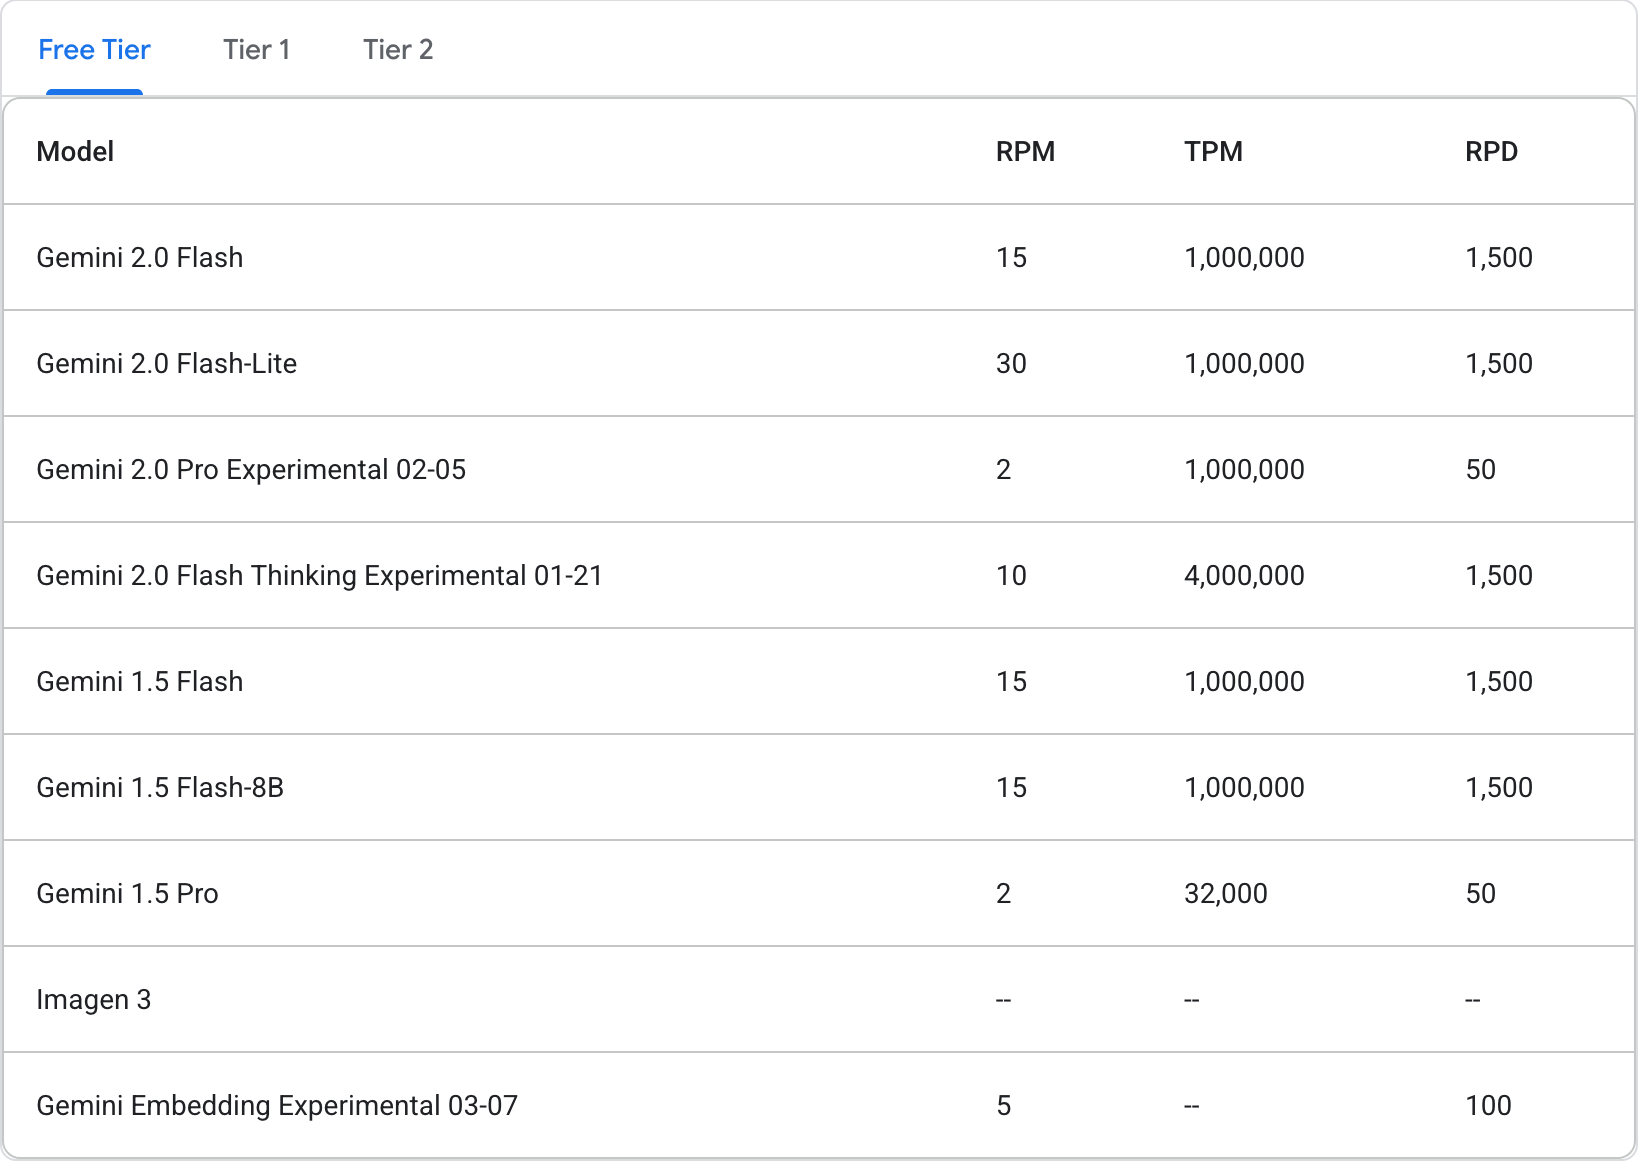 Free Tier Tier 1 Tier 2
Model RPM TPM RPD
Gemini 2.0 Flash 15 1,000,000 1,500
Gemini 2.0 Flash-Lite 30 1,000,000 1,500
Gemini 2.0 Pro Experimental 02-05 2 1,000,000 50
Gemini 2.0 Flash Thinking Experimental 01-21 10 4,000,000 1,500
Gemini 1.5 Flash 15 1,000,000 1,500
Gemini 1.5 Flash-8B 15 1,000,000 1,500
Gemini 1.5 Pro 2 32,000 50
Imagen 3 -- -- --
Gemini Embedding Experimental 03-07 5 -- 100